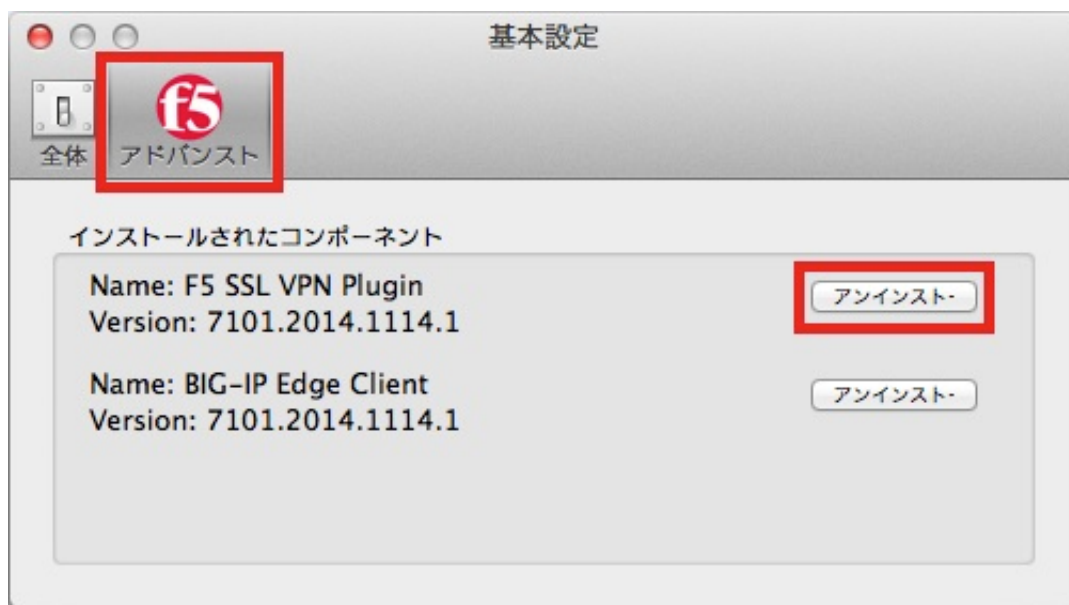 基本設定
f5
全体 アドバンスト
インストールされたコンポーネント
Name: F5 SSL VPN Plugin
アンインスト-
Version: 7101.2014.1114.1
Name: BIG-IP Edge Client
アンインスト-
Version: 7101.2014.1114.1